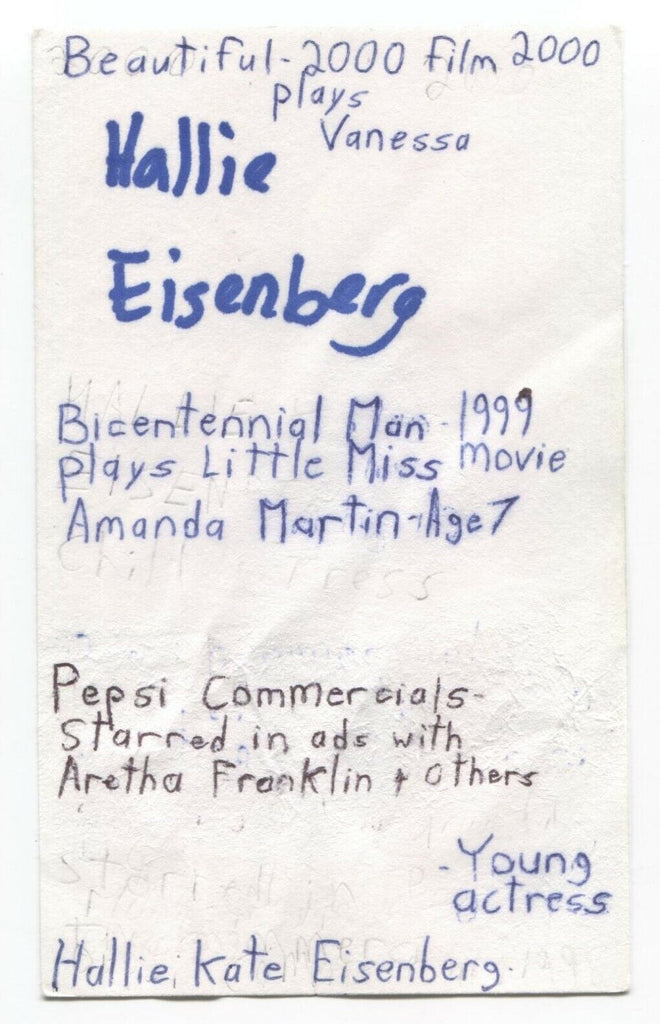 Beautiful-2000 film 2000
plays
Vanessa
Hallie
Eisenberg
Bicentennial Man-1999
plays Little Miss movie
Amanda Martin-Age 7
Pepsi Commercials-
Starred in ads with
Aretha Franklin + others
-Young
actress
Hallie Kate Eisenberg.